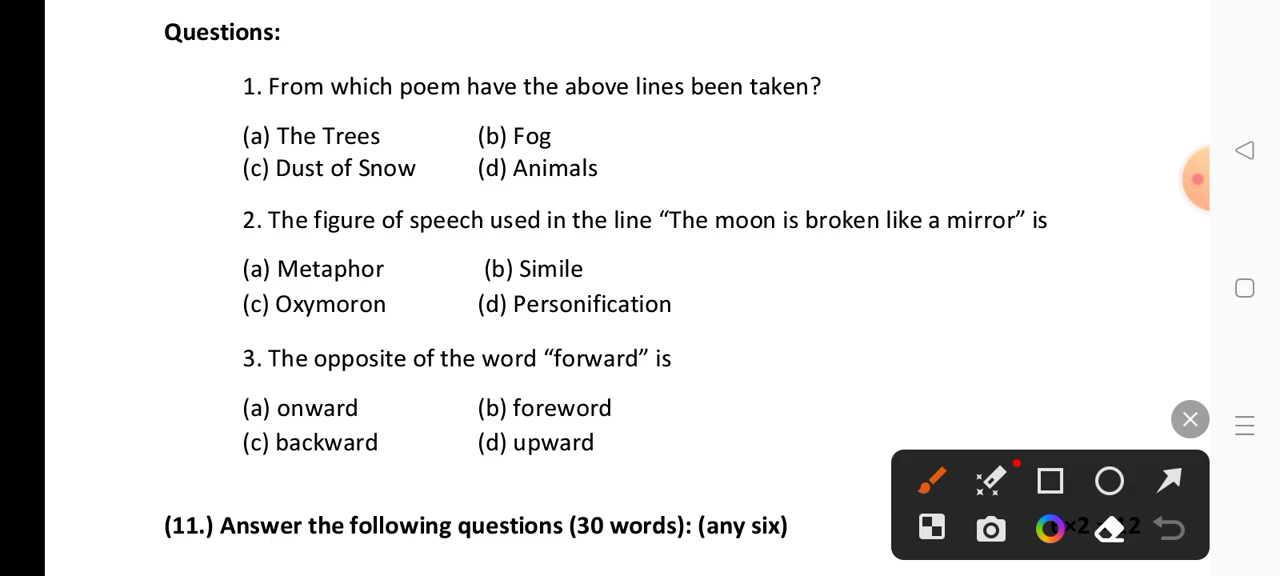 Questions:
1. From which poem have the above lines been taken?
(a) The Trees (b) Fog
(c) Dust of Snow (d) Animals
2. The figure of speech used in the line “The moon is broken like a mirror” is
(a) Metaphor (b) Simile
(c) Oxymoron (d) Personification
3. The opposite of the word “forward” is
(a) onward (b) foreword
(c) backward (d) upward
(11.) Answer the following questions (30 words): (any six) ×2 12